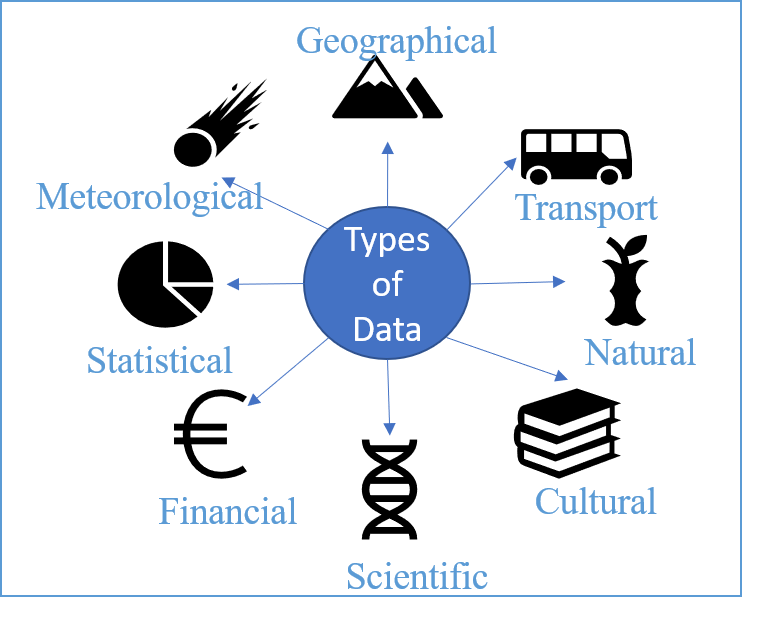 Geographical
Meteorological
Transport
Types
of
Data
Statistical
Natural
Financial
Cultural
Scientific